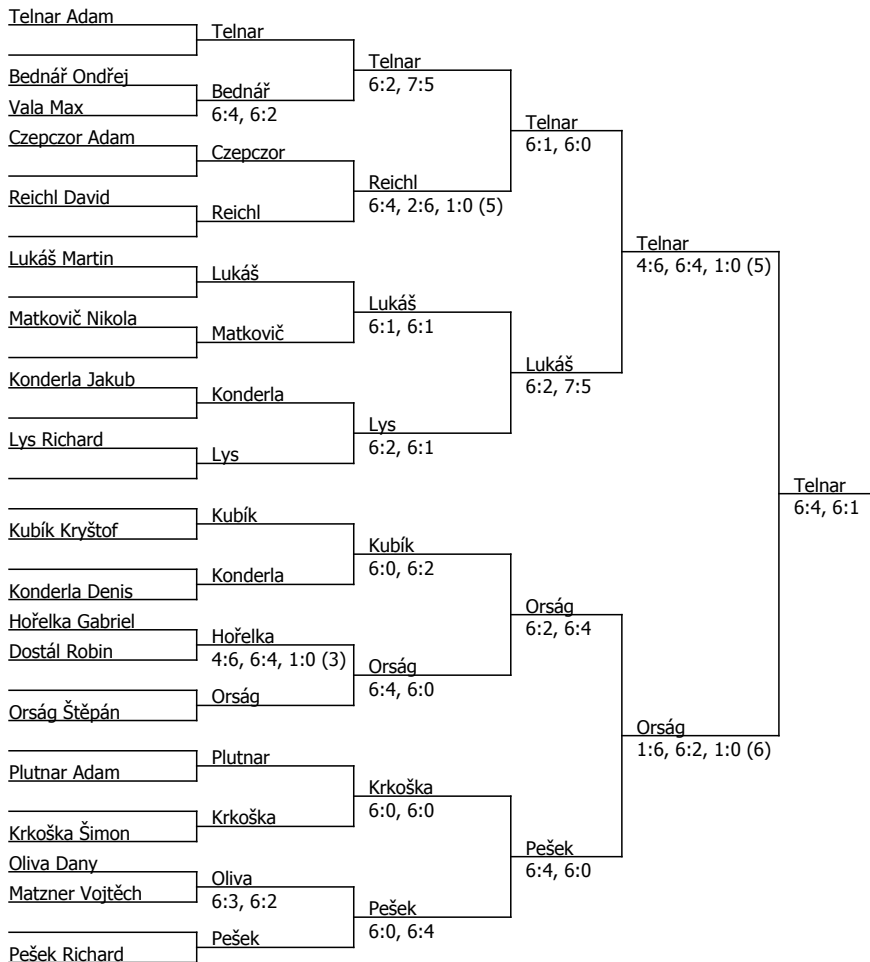 Telnar Adam
Telnar
Telnar
6:2, 7:5
Bednář Ondřej
Bednář
6:4, 6:2
Vala Max
Telnar
6:1, 6:0
Czepczor Adam
Czepczor
Reichl
6:4, 2:6, 1:0 (5)
Reichl David
Reichl
Telnar
4:6, 6:4, 1:0 (5)
Lukáš Martin
Lukáš
Lukáš
6:1, 6:1
Matkovič Nikola
Matkovič
Lukáš
6:2, 7:5
Konderla Jakub
Konderla
Lys
6:2, 6:1
Lys Richard
Lys
Telnar
6:4, 6:1
Kubík
Kubík Kryštof
Kubík
6:0, 6:2
Konderla
Konderla Denis
Orság
6:2, 6:4
Hořelka Gabriel
Hořelka
4:6, 6:4, 1:0 (3)
Dostál Robin
Orság
6:4, 6:0
Orság
Orság Štěpán
Orság
1:6, 6:2, 1:0 (6)
Plutnar
Plutnar Adam
Krkoška
6:0, 6:0
Krkoška
Krkoška Šimon
Pešek
6:4, 6:0
Oliva Dany
Oliva
6:3, 6:2
Matzner Vojtěch
Pešek
6:0, 6:4
Pešek
Pešek Richard